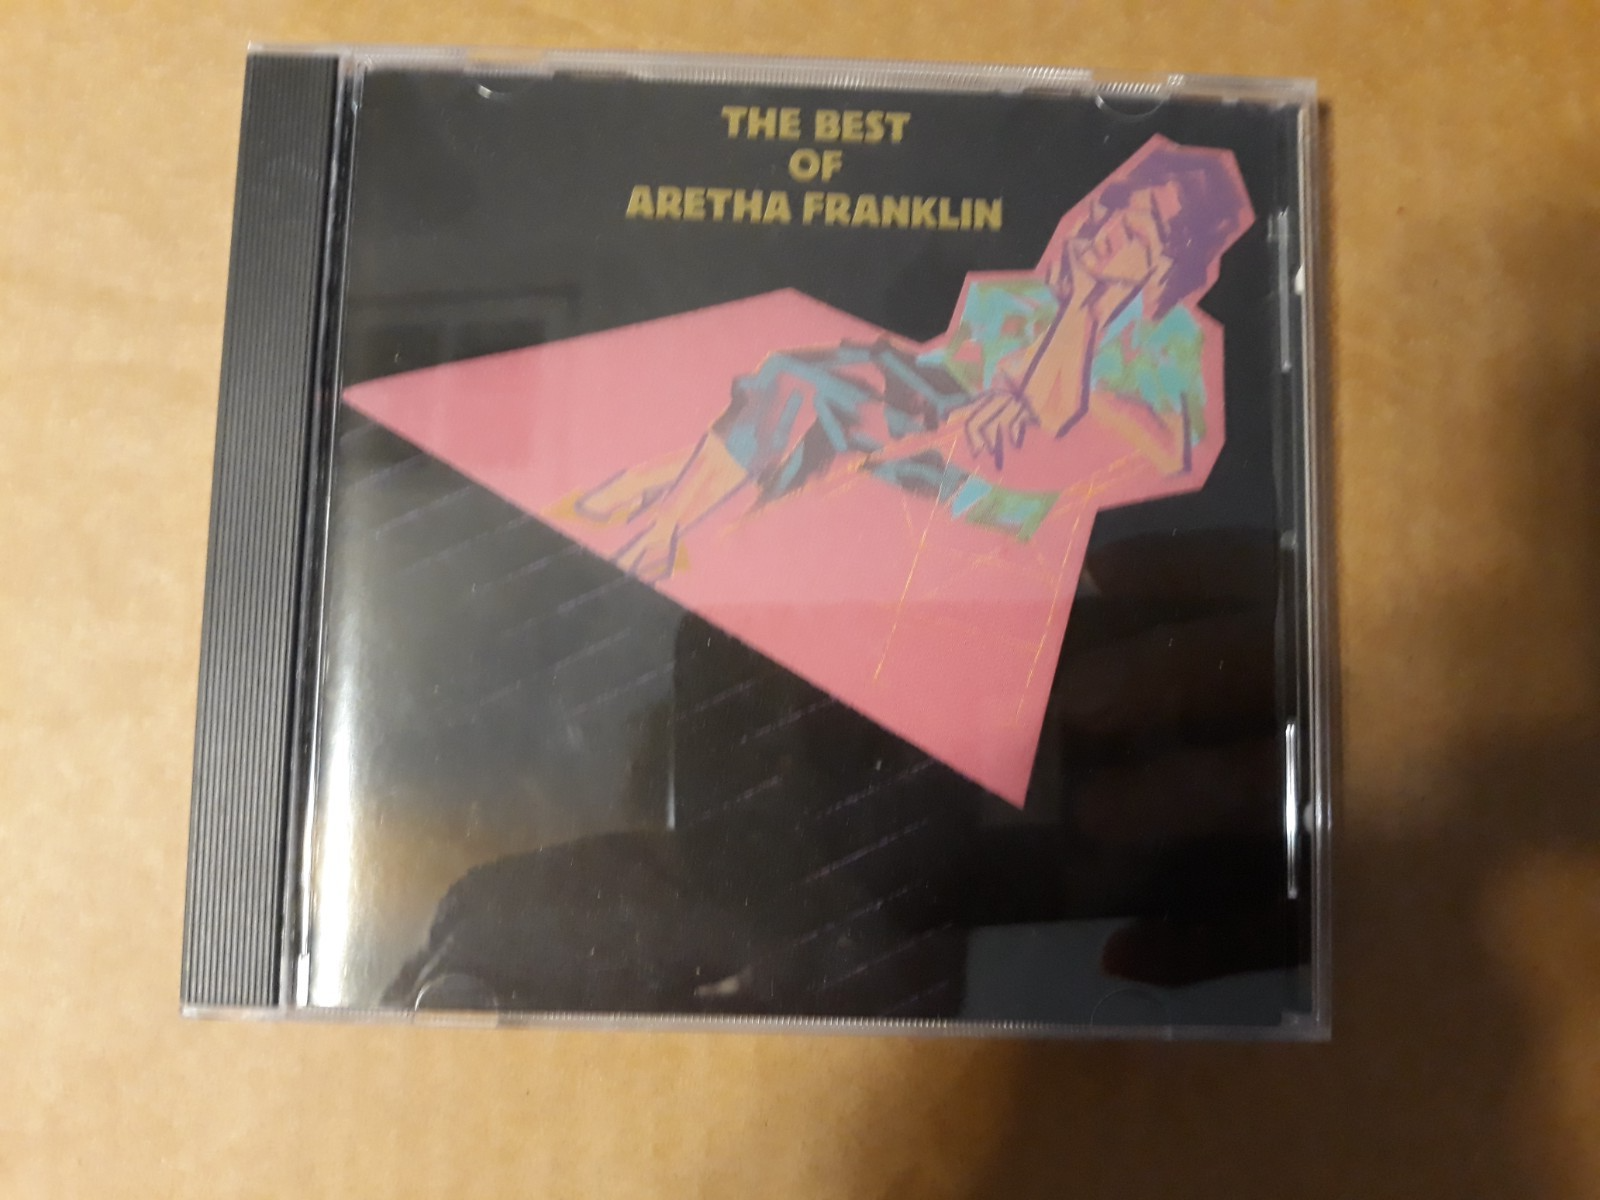 THE BEST
OF
ARETHA FRANKLIN